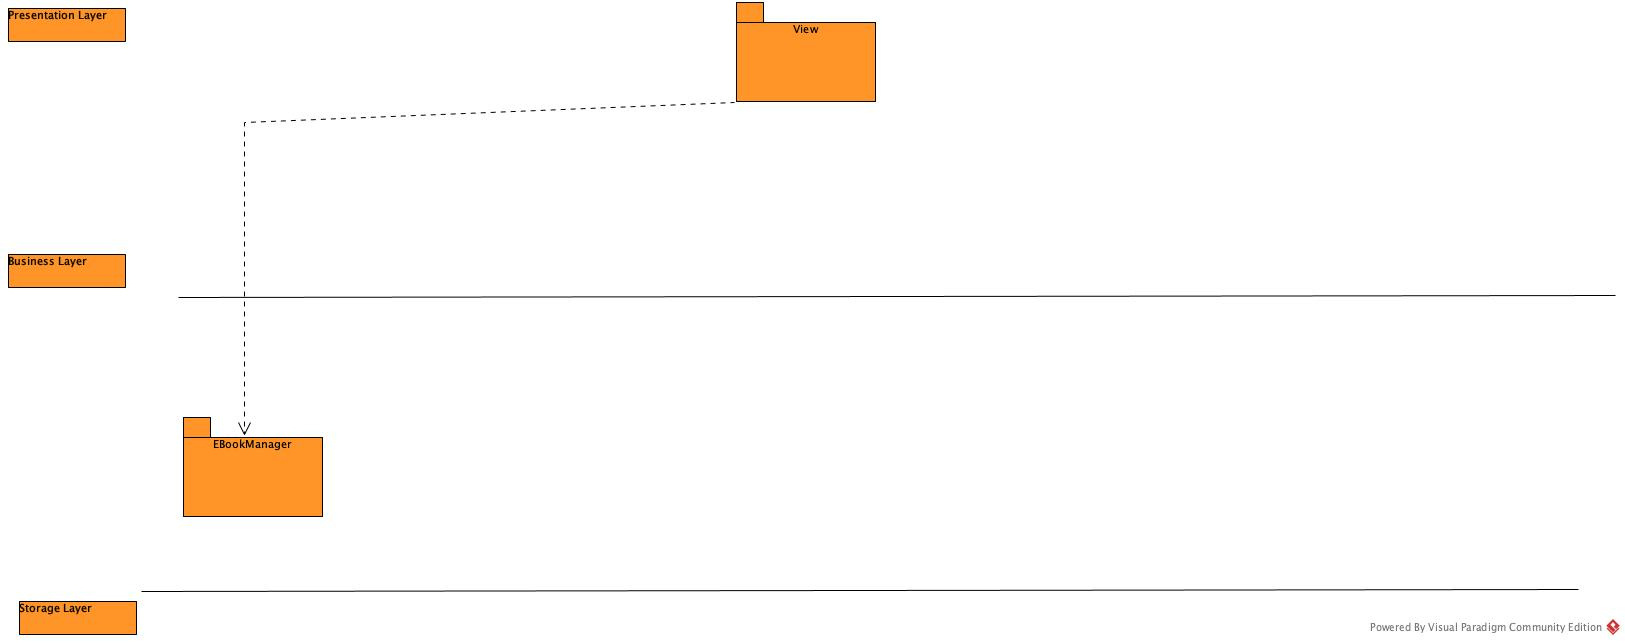 Presentation Layer
View
Business Layer
EBookManager
Storage Layer
Powered By Visual Paradigm Community Edition